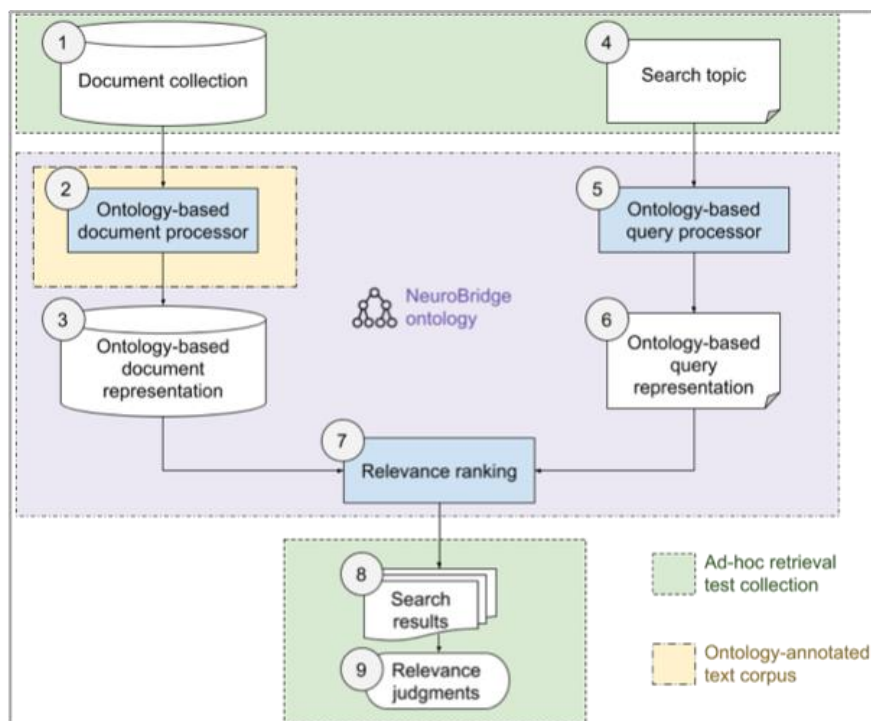 1
Document collection
4
Search topic
2
Ontology-based
document processor
5
Ontology-based
query processor
NeuroBridge
ontology
3
Ontology-based
document
representation
6
Ontology-based
query
representation
7
Relevance ranking
8
Search
results
9
Relevance
judgments
Ad-hoc retrieval
test collection
Ontology-annotated
text corpus